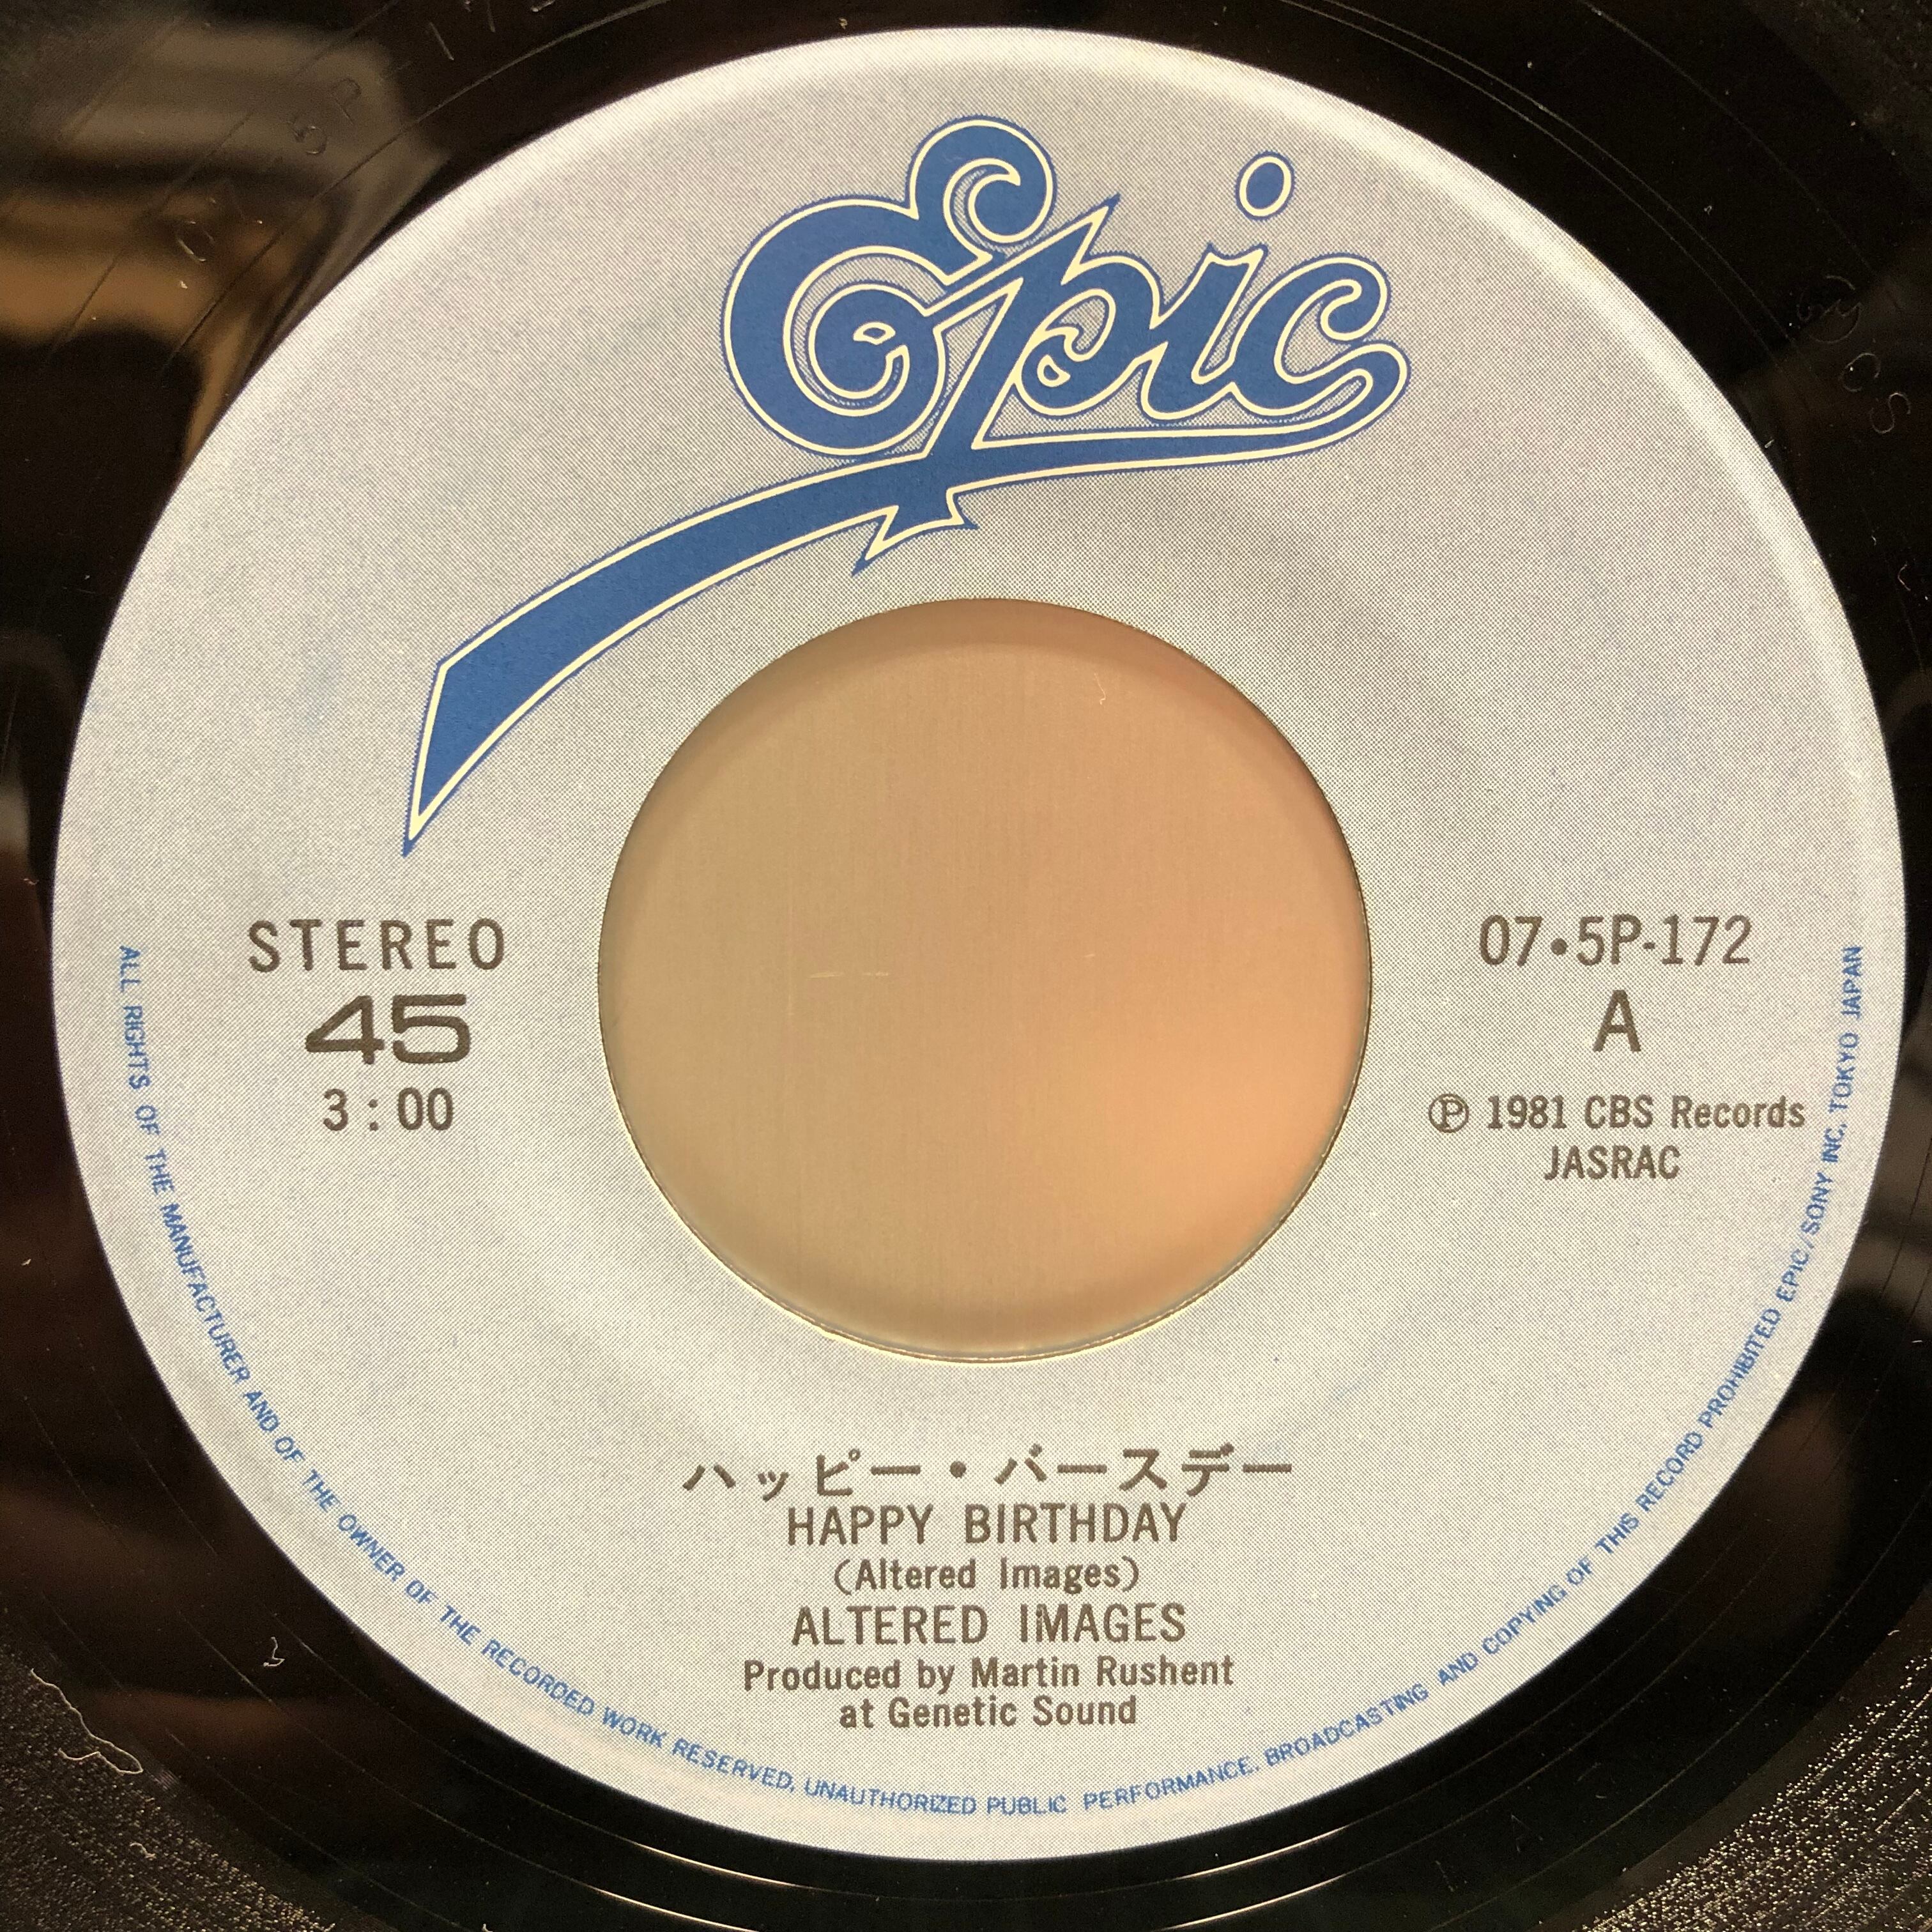 Epic
STEREO
45
3:00
07・5P-172
A
Ⓟ 1981 CBS Records
JASRAC
ハッピー・バースデー
HAPPY BIRTHDAY
(Altered Images)
ALTERED IMAGES
Produced by Martin Rushent
at Genetic Sound
ALL RIGHTS OF THE MANUFACTURER AND OF THE OWNER OF THE RECORDED WORK RESERVED, UNAUTHORIZED PUBLIC PERFORMANCE, BROADCASTING AND COPYING OF THIS RECORD PROHIBITED EPIC/SONY INC. TOKYO JAPAN